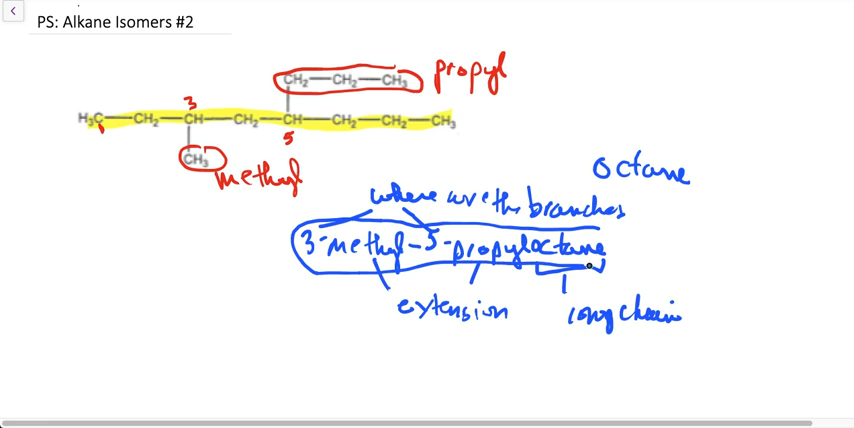 PS: Alkane Isomers #2
CH₂—CH₂—CH₃ propyl
3
H₃C—CH₂—CH—CH₂—CH—CH₂—CH₂—CH₃
1 5
CH₃ methyl
octane
where are the branches
3-methyl-5-propyloctane
extension long chain